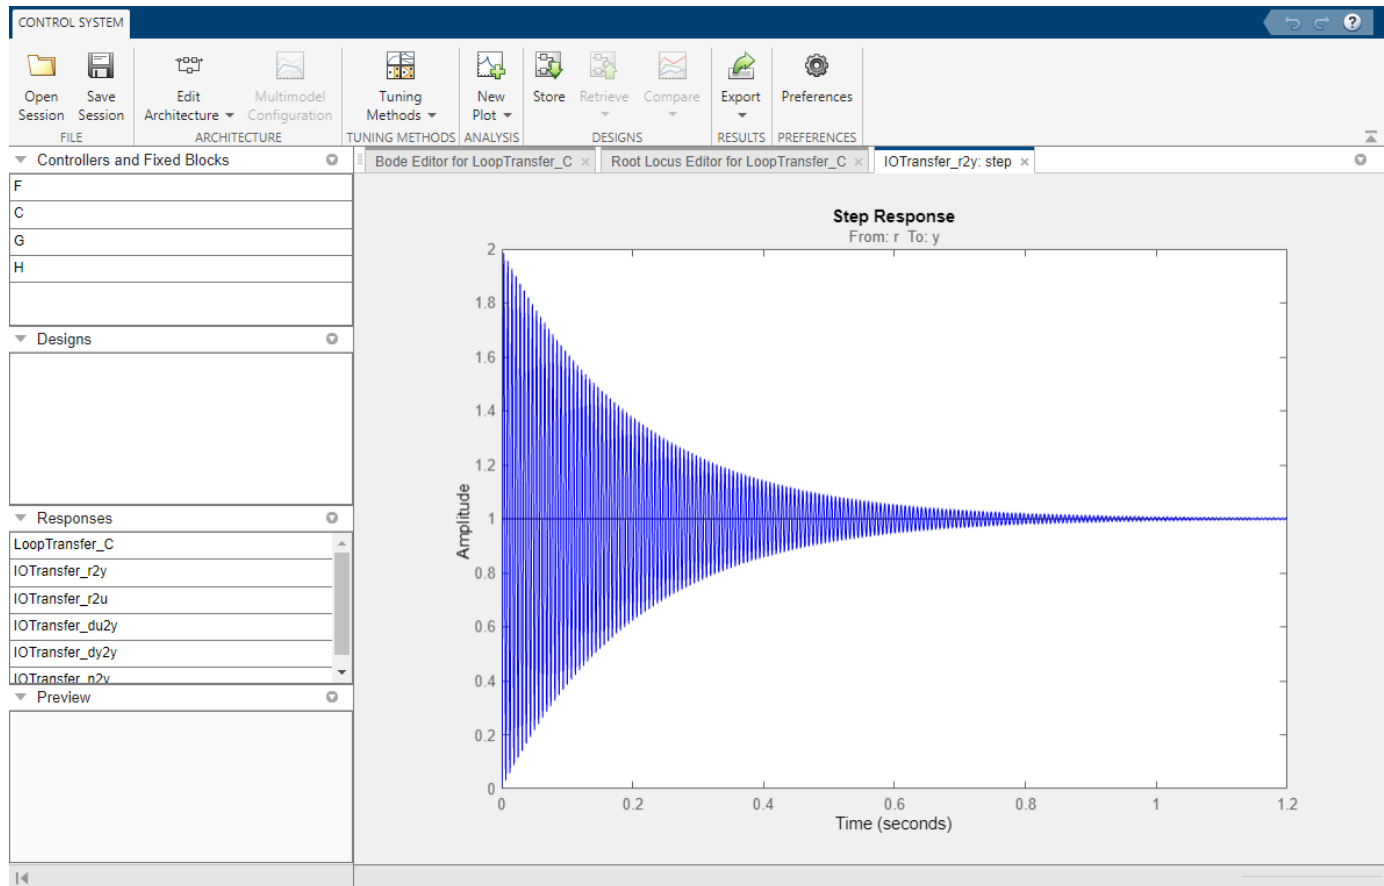 CONTROL SYSTEM
Open Session
Save Session
Edit Architecture
Multimodel Configuration
Tuning Methods
New Plot
Store
Retrieve
Compare
Export
Preferences
FILE
ARCHITECTURE
TUNING METHODS
ANALYSIS
DESIGNS
RESULTS
PREFERENCES
Controllers and Fixed Blocks
F
C
G
H
Designs
Responses
LoopTransfer_C
IOTransfer_r2y
IOTransfer_r2u
IOTransfer_du2y
IOTransfer_dy2y
IOTransfer_n2y
Preview
Bode Editor for LoopTransfer_C
Root Locus Editor for LoopTransfer_C
IOTransfer_r2y: step
Step Response
From: r To: y
2
1.8
1.6
1.4
1.2
1
0.8
0.6
0.4
0.2
0
Amplitude
0
0.2
0.4
0.6
0.8
1
1.2
Time (seconds)